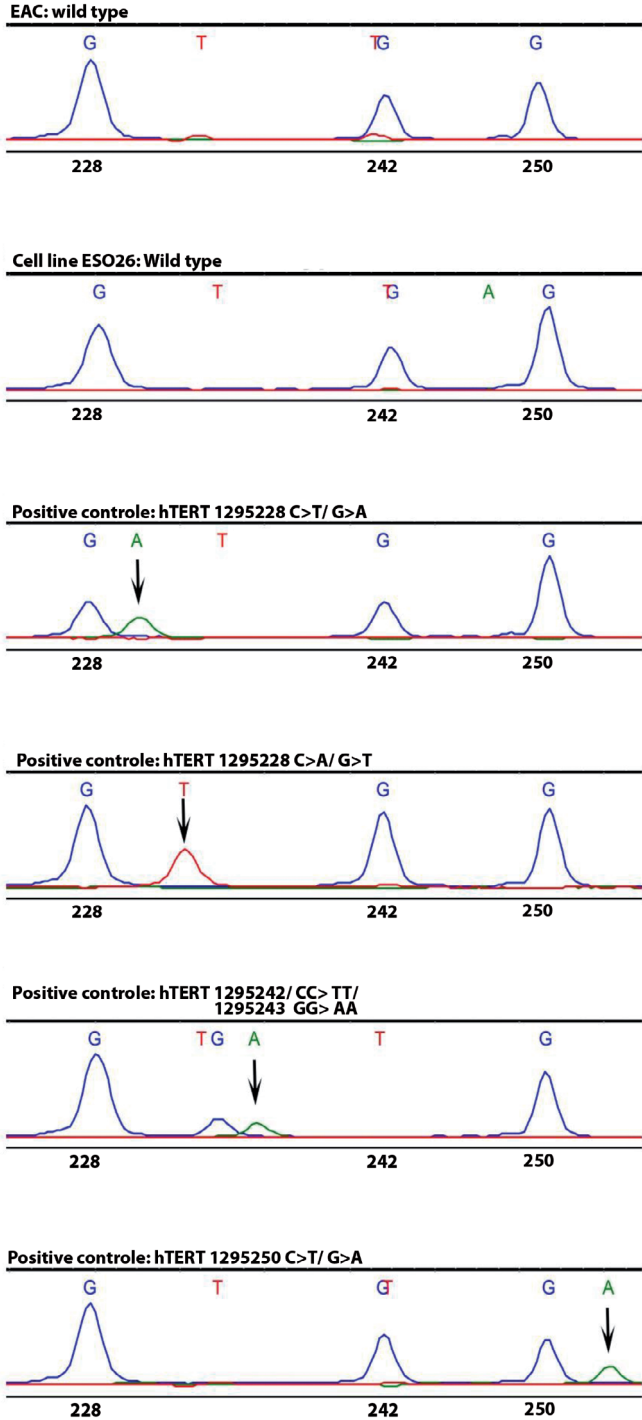 EAC: wild type
G T TG G
228 242 250
Cell line ESO26: Wild type
G T TG A G
228 242 250
Positive controle: hTERT 1295228 C>T/ G>A
G A T G G
228 242 250
Positive controle: hTERT 1295228 C>A/ G>T
G T G G
228 242 250
Positive controle: hTERT 1295242/ CC> TT/
1295243 GG> AA
G T G A T G
228 242 250
Positive controle: hTERT 1295250 C>T/ G>A
G T GT G A
228 242 250